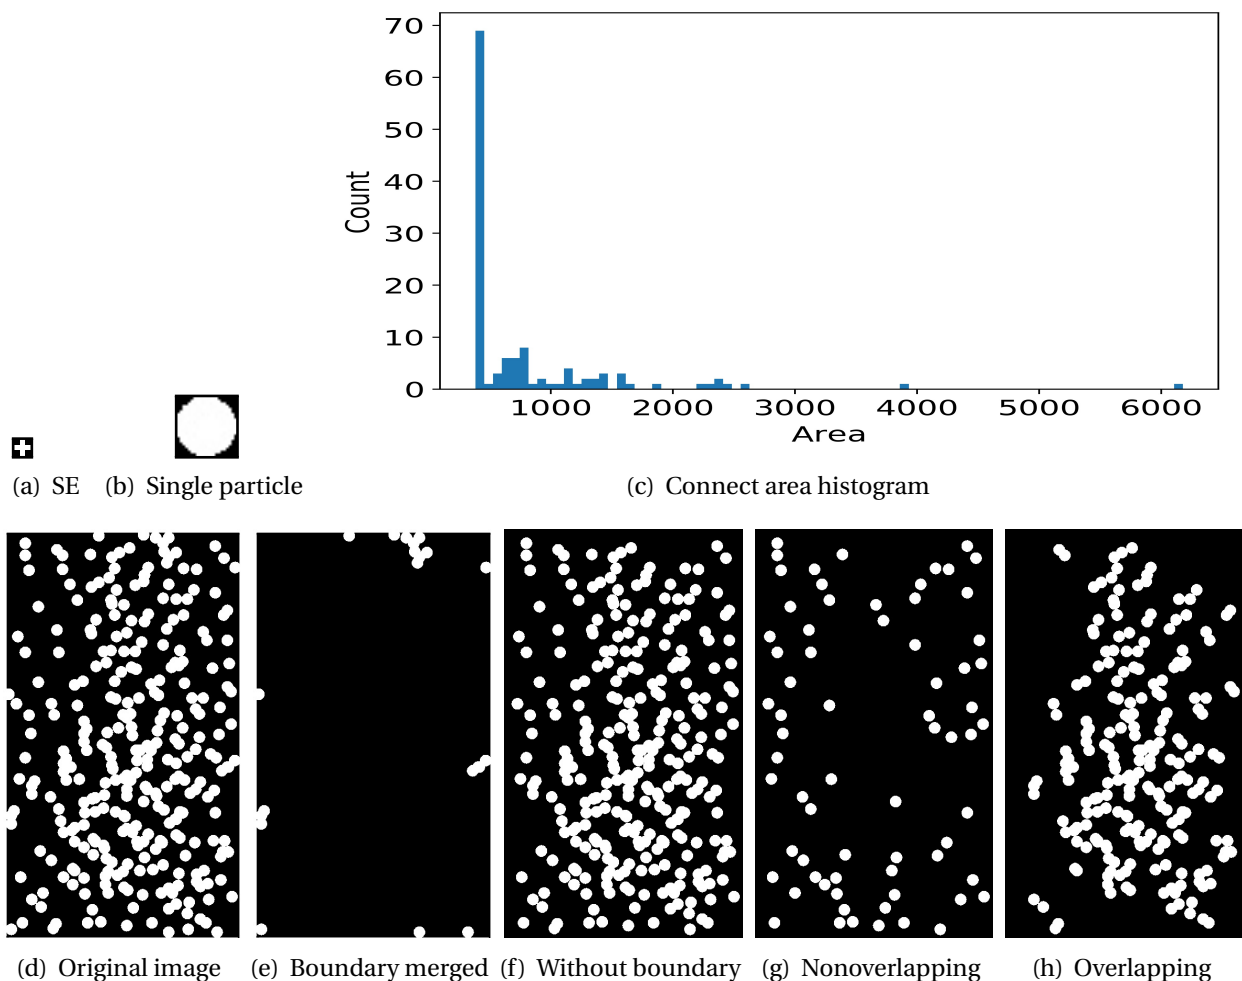 70
60
50
40
30
20
10
0
Count
1000 2000 3000 4000 5000 6000
Area
(a) SE (b) Single particle (c) Connect area histogram
(d) Original image (e) Boundary merged (f) Without boundary (g) Nonoverlapping (h) Overlapping